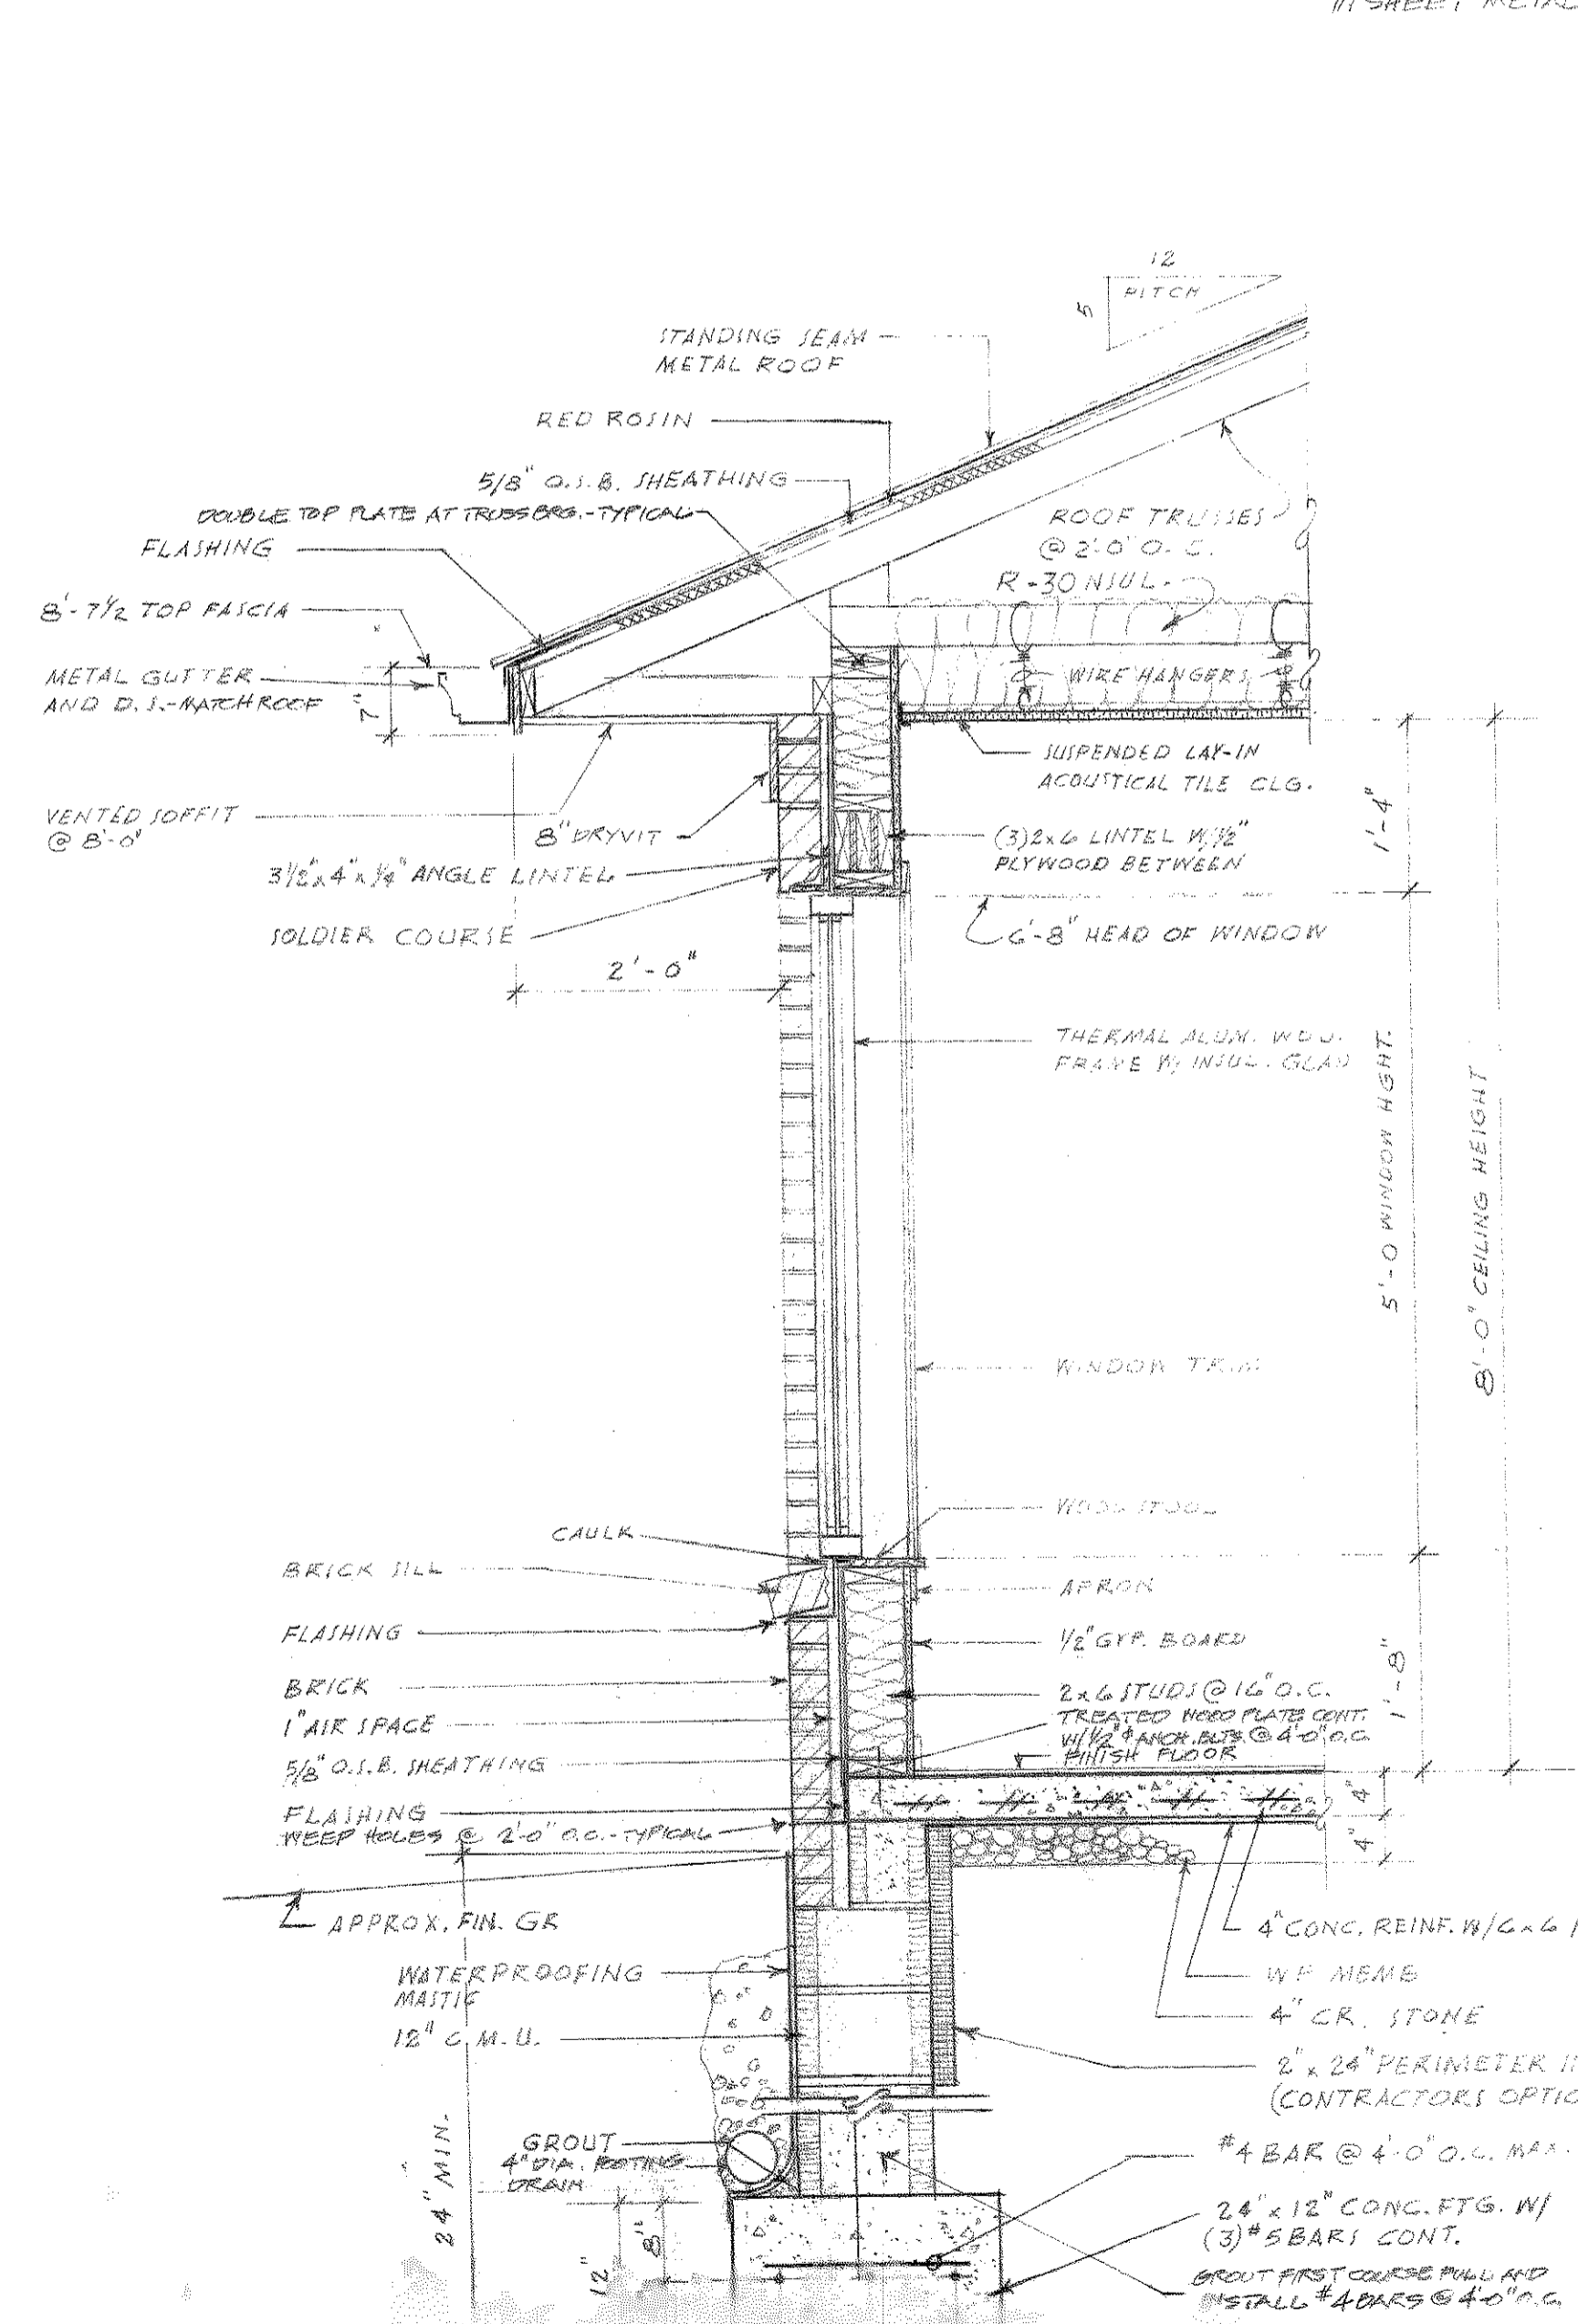 SHEET METAL
12
PITCH
5
STANDING SEAM
METAL ROOF
RED ROSIN
5/8" O.S.B. SHEATHING
DOUBLE TOP PLATE AT TRUSS BRG.-TYPICAL
FLASHING
8'-7 1/2 TOP FASCIA
METAL GUTTER
AND D.S.-MATCH ROOF
7"
VENTED SOFFIT
@ 8'-0"
8" DRYVIT
3 1/2" x 4" x 1/4" ANGLE LINTEL
SOLDIER COURSE
2'-0"
ROOF TRUSSES
@ 2'-0" O.C.
R-30 NSUL.
WIRE HANGERS
SUSPENDED LAY-IN
ACOUSTICAL TILE CLG.
(3) 2x6 LINTEL W/ 1/2"
PLYWOOD BETWEEN
1'-4"
6'-8" HEAD OF WINDOW
THERMAL ALUM. WDW.
FRAME W/ INSUL. GLAS
5'-0 WINDOW HGHT.
8'-0" CEILING HEIGHT
WINDOW TRIM
WOOD STOOL
CAULK
BRICK SILL
FLASHING
BRICK
1" AIR SPACE
5/8" O.S.B. SHEATHING
FLASHING
WEEP HOLES @ 2'-0" O.C.-TYPICAL
APRON
1/2" GYP. BOARD
2x6 STUDS @ 16" O.C.
TREATED WOOD PLATE CONT.
W/ 1/2" φ ANCH. BLTS. @ 4'-0" O.C.
FINISH FLOOR
1'-8"
4"
4"
APPROX. FIN. GR
WATERPROOFING
MASTIC
12" C.M.U.
24" MIN.
GROUT
4" DIA. FOOTING
DRAIN
12"
8"
4" CONC. REINF. W/ 6x6
WP MEMB
4" CR. STONE
2" x 24" PERIMETER
(CONTRACTORS OPTIO
#4 BAR @ 4'-0" O.C. MAX.
24" x 12" CONC. FTG. W/
(3) #5 BARS CONT.
GROUT FIRST COURSE FULL AND
INSTALL #4 BARS @ 4'-0" O.C.